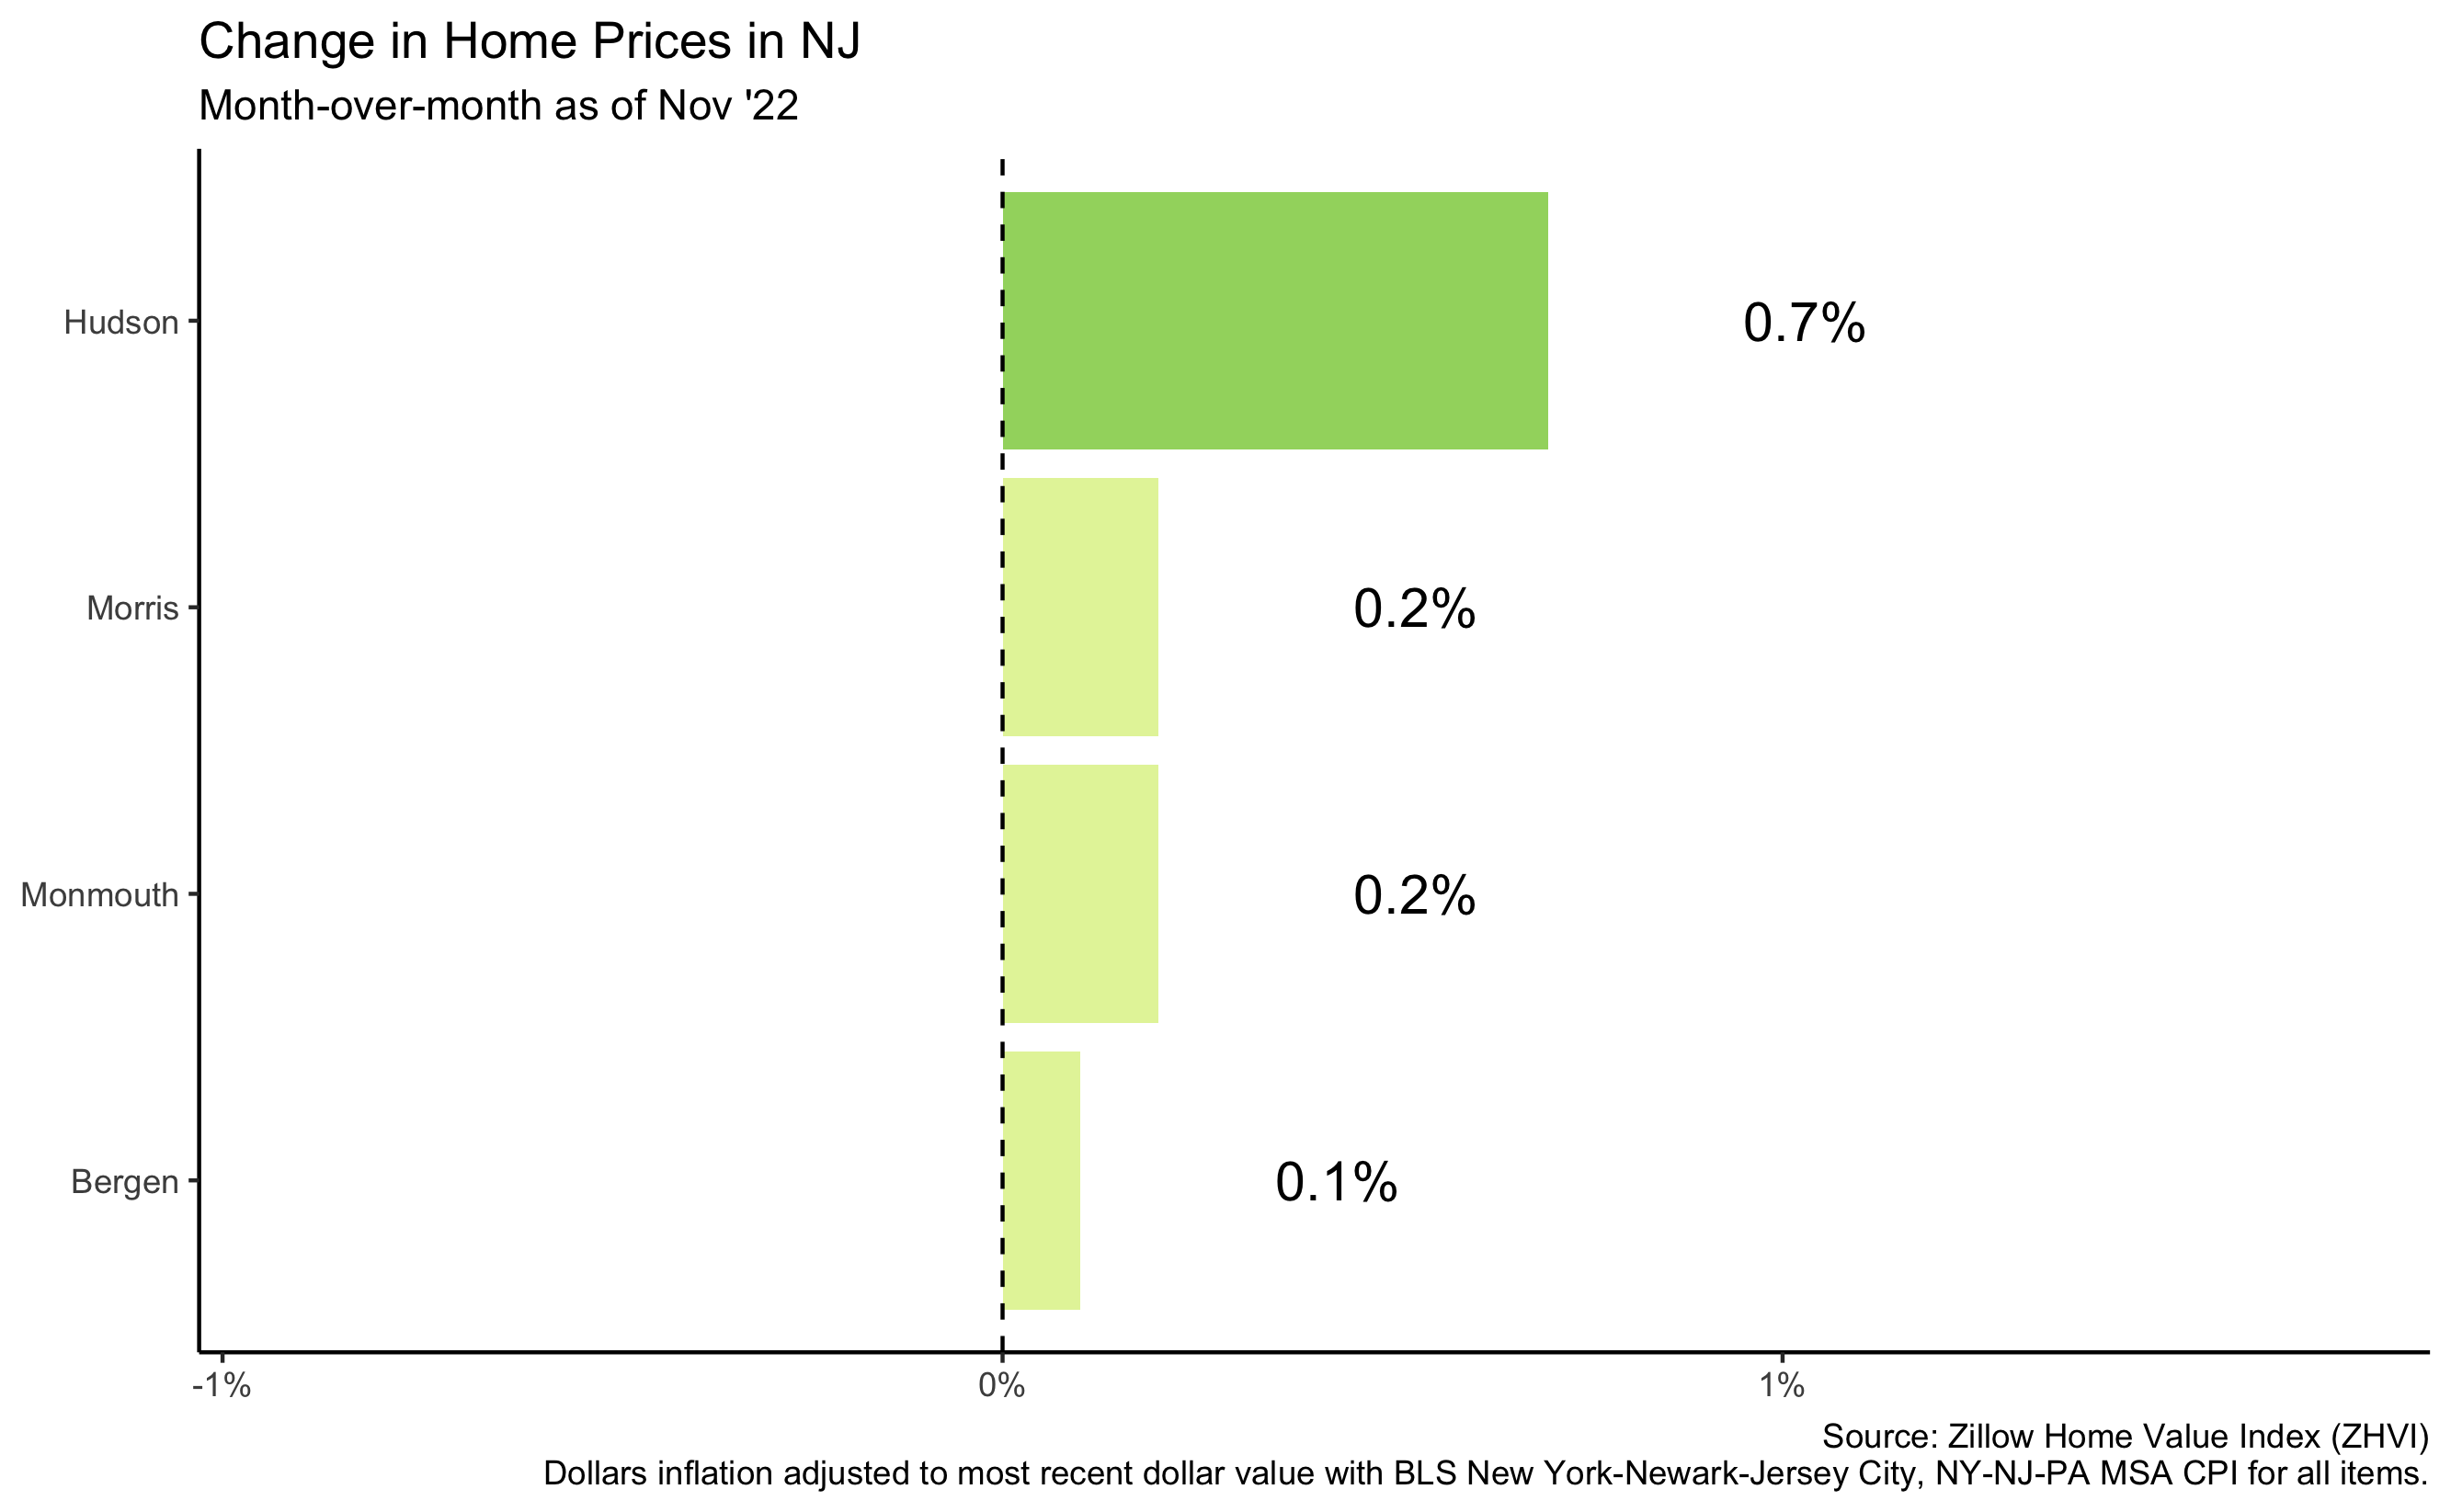 Change in Home Prices in NJ
Month-over-month as of Nov '22
Hudson
0.7%
Morris
0.2%
Monmouth
0.2%
Bergen
0.1%
-1%
0%
1%
Source: Zillow Home Value Index (ZHVI)
Dollars inflation adjusted to most recent dollar value with BLS New York-Newark-Jersey City, NY-NJ-PA MSA CPI for all items.